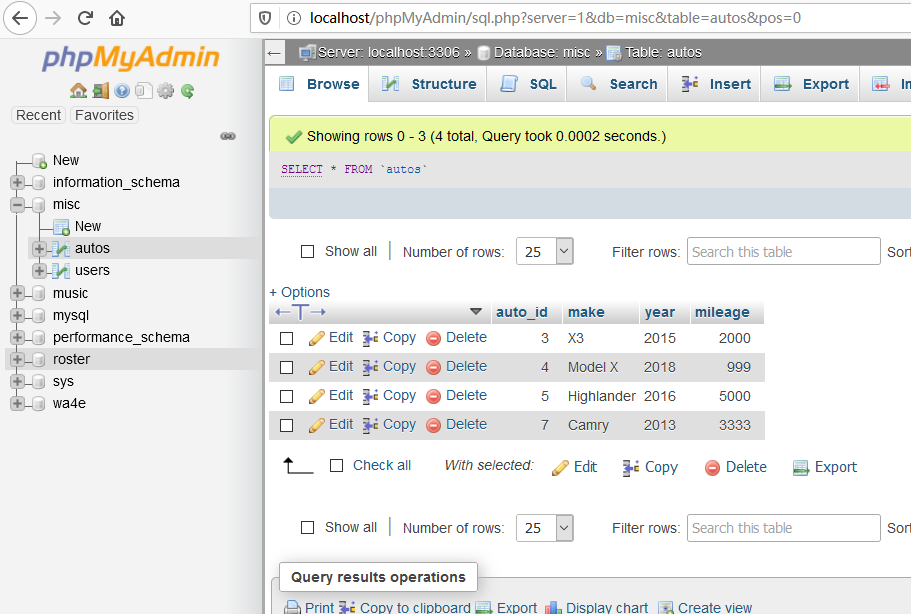 localhost/phpMyAdmin/sql.php?server=1&db=misc&table=autos&pos=0
phpMyAdmin
Recent Favorites
New
information_schema
misc
New
autos
users
music
mysql
performance_schema
roster
sys
wa4e
Server: localhost:3306 » Database: misc » Table: autos
Browse Structure SQL Search Insert Export
Showing rows 0 - 3 (4 total, Query took 0.0002 seconds.)
SELECT * FROM `autos`
Show all Number of rows: 25 Filter rows: Search this table Sort
+ Options
←T→ auto_id make year mileage
Edit Copy Delete 3 X3 2015 2000
Edit Copy Delete 4 Model X 2018 999
Edit Copy Delete 5 Highlander 2016 5000
Edit Copy Delete 7 Camry 2013 3333
Check all With selected: Edit Copy Delete Export
Show all Number of rows: 25 Filter rows: Search this table Sort
Query results operations
Print Copy to clipboard Export Display chart Create view